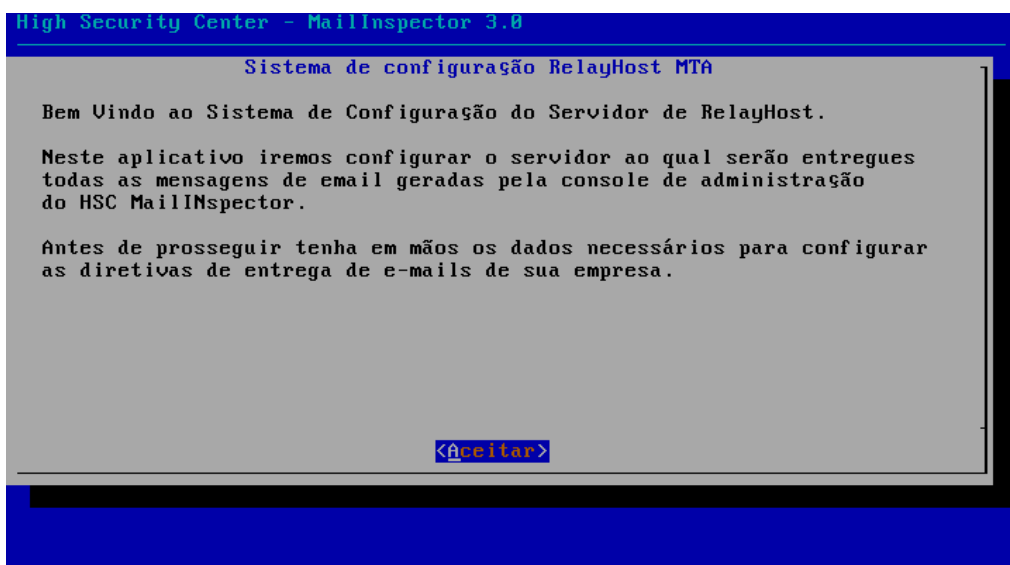 High Security Center - MailInspector 3.0
Sistema de configuração RelayHost MTA
Bem Vindo ao Sistema de Configuração do Servidor de RelayHost.
Neste aplicativo iremos configurar o servidor ao qual serão entregues
todas as mensagens de email geradas pela console de administração
do HSC MailINspector.
Antes de prosseguir tenha em mãos os dados necessários para configurar
as diretivas de entrega de e-mails de sua empresa.
<Aceitar>